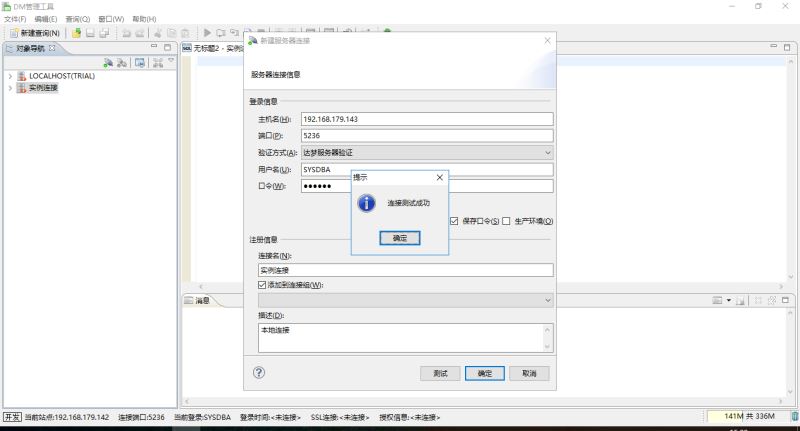 DM管理工具
文件(F) 编辑(E) 查询(Q) 窗口(W) 帮助(H)
新建查询(N)
对象导航
LOCALHOST(TRIAL)
实例连接
无标题2 - 实例
新建服务器连接
服务器连接信息
登录信息
主机名(H): 192.168.179.143
端口(P): 5236
验证方式(A): 达梦服务器验证
用户名(U): SYSDBA
口令(W): ●●●●●●
提示
连接测试成功
确定
保存口令(S) 生产环境(O)
注册信息
连接名(N):
实例连接
添加到连接组(W):
描述(D):
本地连接
测试 确定 取消
消息
开发 当前站点:192.168.179.142 连接端口:5236 当前登录:SYSDBA 登录时间:<未连接> SSL连接:<未连接> 授权信息:<未连接>
141M 共 336M